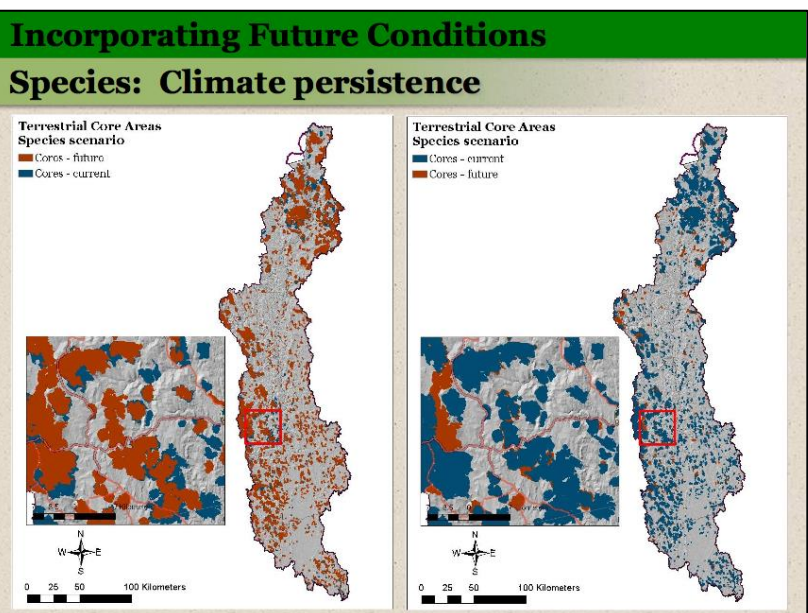 Incorporating Future Conditions
Species: Climate persistence
Terrestrial Core Areas
Species scenario
Cores - future
Cores - current
N
W E
S
0 25 50 100 Kilometers
Terrestrial Core Areas
Species scenario
Cores - current
Cores - future
N
W E
S
0 25 50 100 Kilometers